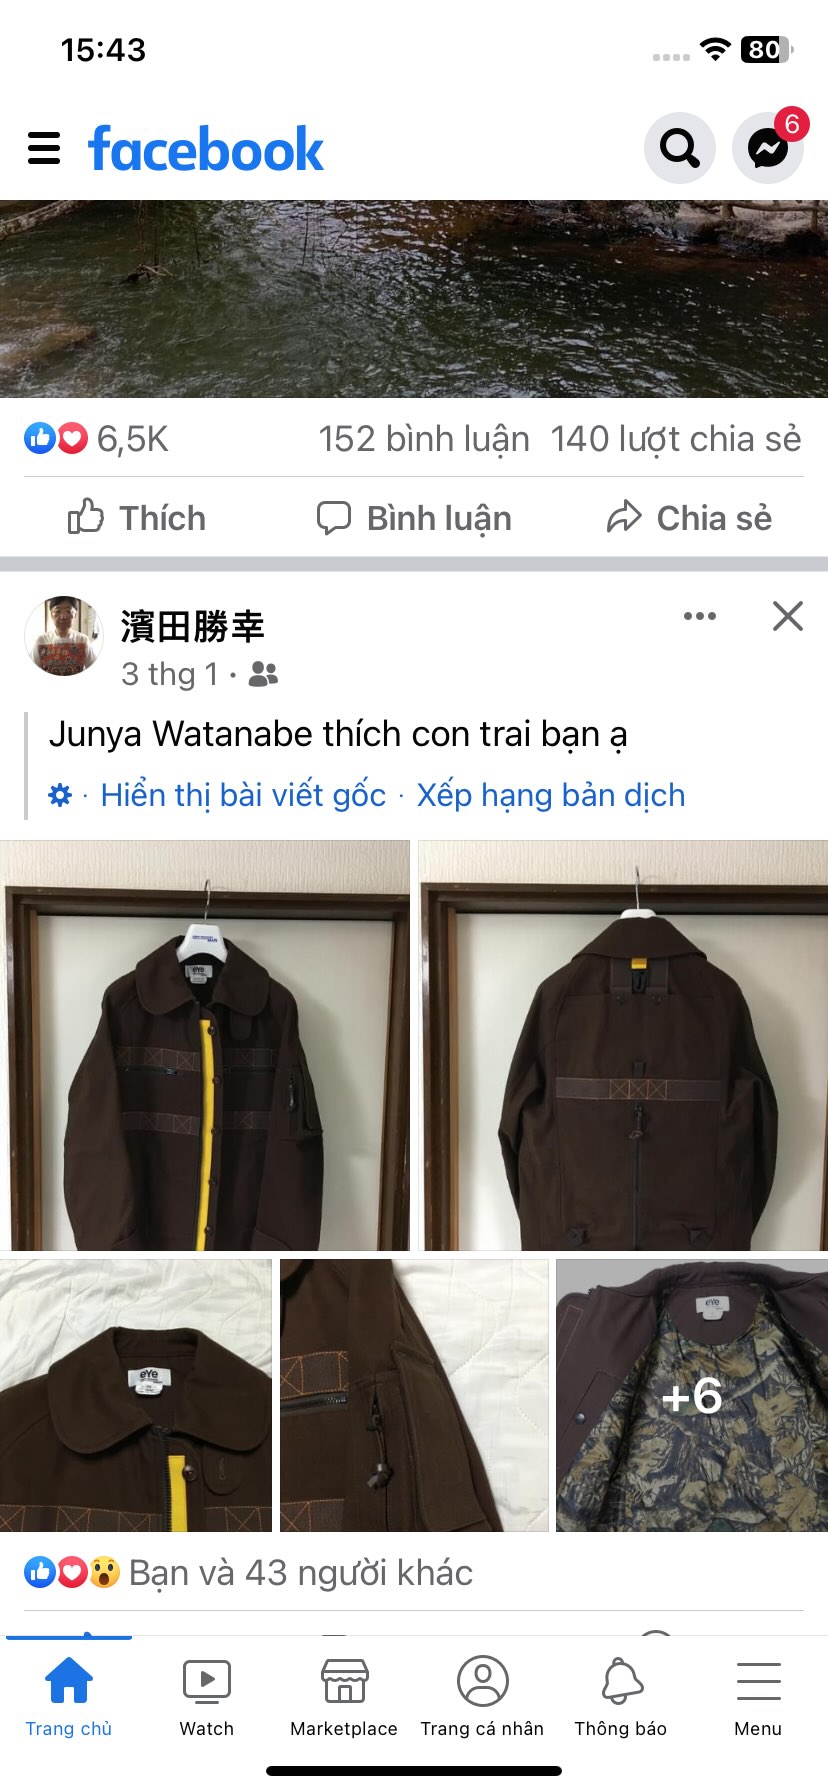 15:43
80
facebook
6
6,5K
152 bình luận 140 lượt chia sẻ
Thích
Bình luận
Chia sẻ
濱田勝幸
3 thg 1 ·
Junya Watanabe thích con trai bạn ạ
· Hiển thị bài viết gốc · Xếp hạng bản dịch
eYe
eYe
eYe
+6
Bạn và 43 người khác
Trang chủ
Watch
Marketplace
Trang cá nhân
Thông báo
Menu